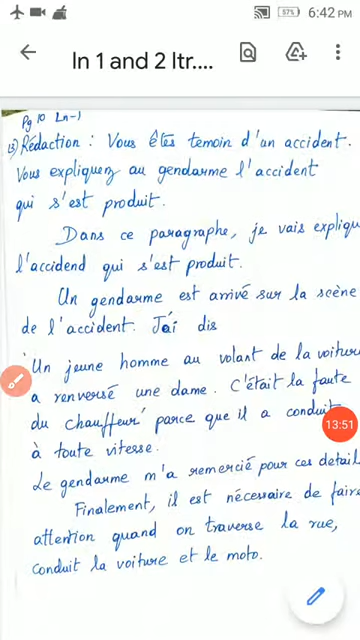 57% 6:42 PM
ln 1 and 2 ltr....
Pg 10 Ln-1
13) Rédaction : Vous êtes temoin d'un accident.
Vous expliquez au gendarme l'accident
qui s'est produit.
Dans ce paragraphe, je vais explique
l'accidend qui s'est produit.
Un gendarme est arrivé sur la scène
de l'accident. J'ai dis
Un jeune homme au volant de la voiture
a renversé une dame. C'était la faute
du chauffeur parce que il a conduit
à toute vitesse.
13:51
Le gendarme m'a remercié pour ces detail
Finalement, il est nécessaire de faire
attention quand on traverse la rue,
conduit la voiture et le moto.